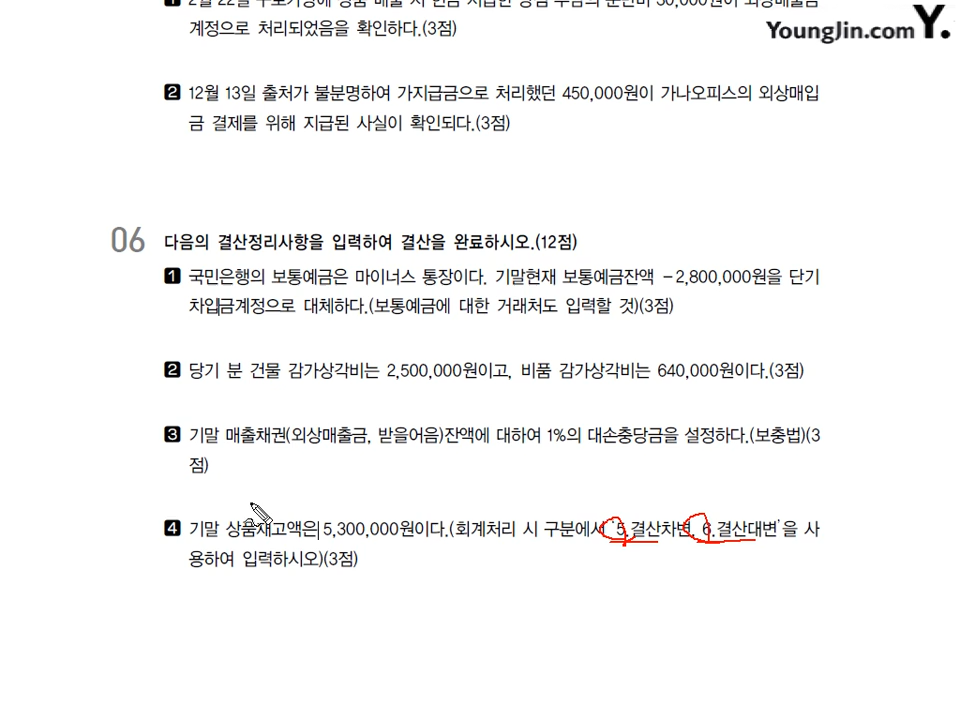 계정으로 처리되었음을 확인하다.(3점)
YoungJin.com Y.
2 12월 13일 출처가 불분명하여 가지급금으로 처리했던 450,000원이 가나오피스의 외상매입
금 결제를 위해 지급된 사실이 확인되다.(3점)
06 다음의 결산정리사항을 입력하여 결산을 완료하시오.(12점)
1 국민은행의 보통예금은 마이너스 통장이다. 기말현재 보통예금잔액 -2,800,000원을 단기
차입금계정으로 대체하다.(보통예금에 대한 거래처도 입력할 것)(3점)
2 당기 분 건물 감가상각비는 2,500,000원이고, 비품 감가상각비는 640,000원이다.(3점)
3 기말 매출채권(외상매출금, 받을어음)잔액에 대하여 1%의 대손충당금을 설정하다.(보충법)(3
점)
4 기말 상품재고액은 5,300,000원이다.(회계처리 시 구분에서 '5.결산차변, 6.결산대변'을 사
용하여 입력하시오)(3점)